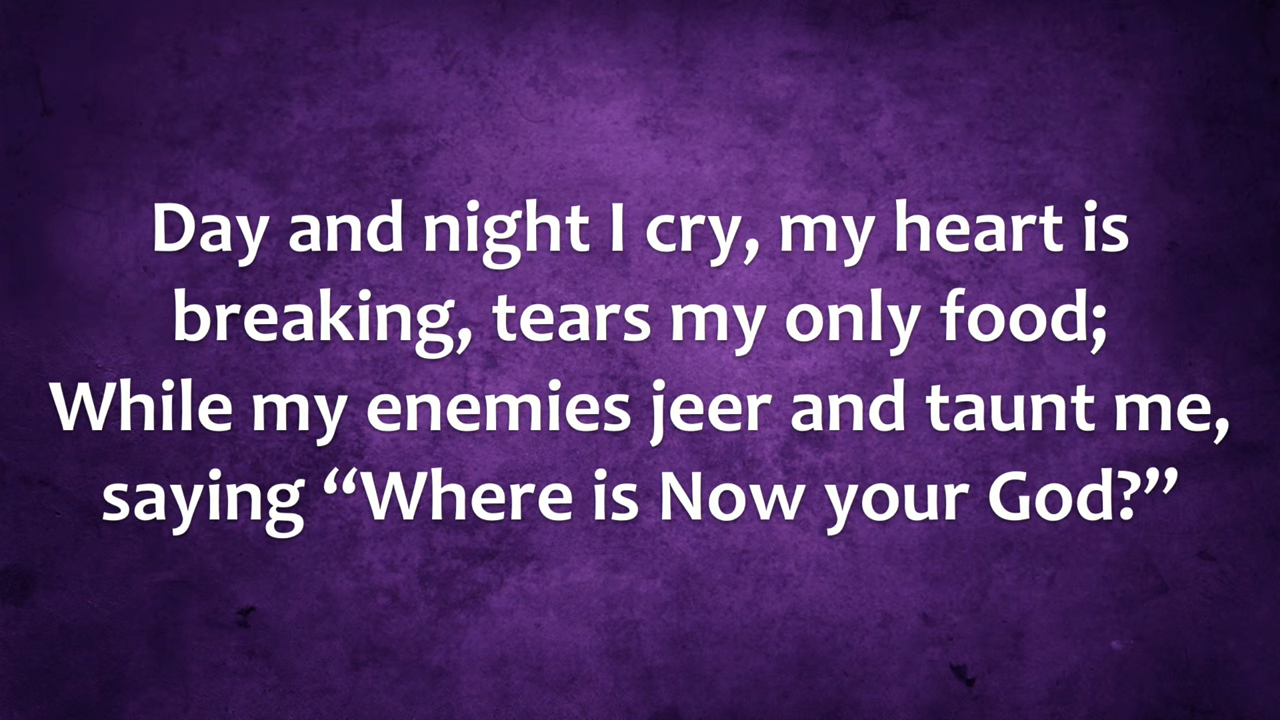 Day and night I cry, my heart is
breaking, tears my only food;
While my enemies jeer and taunt me,
saying “Where is Now your God?”